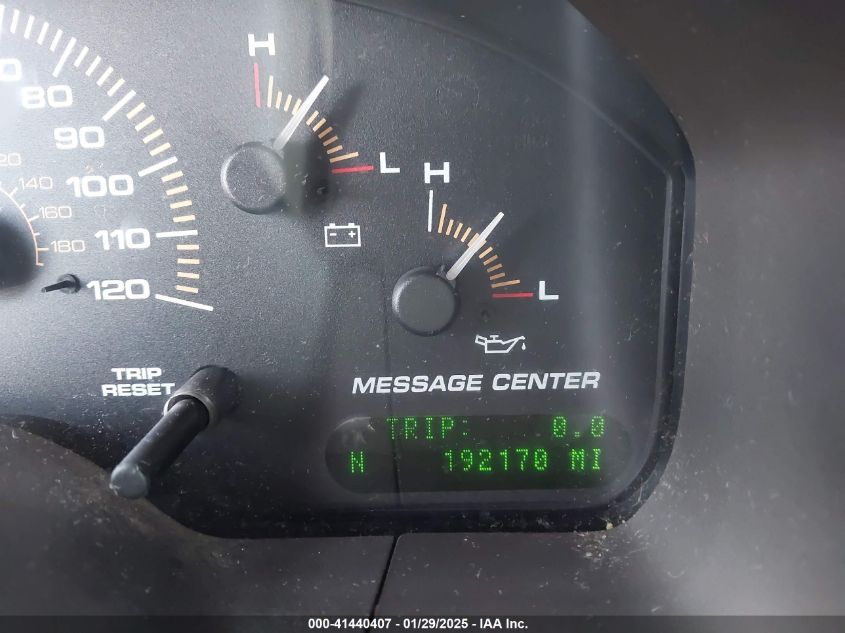 H
80
90
100
110
120
140
160
180
L
H
L
TRIP
RESET
MESSAGE CENTER
TRIP: 0.0
N 192170 MI
000-41440407 • 01/29/2025 • IAA Inc.